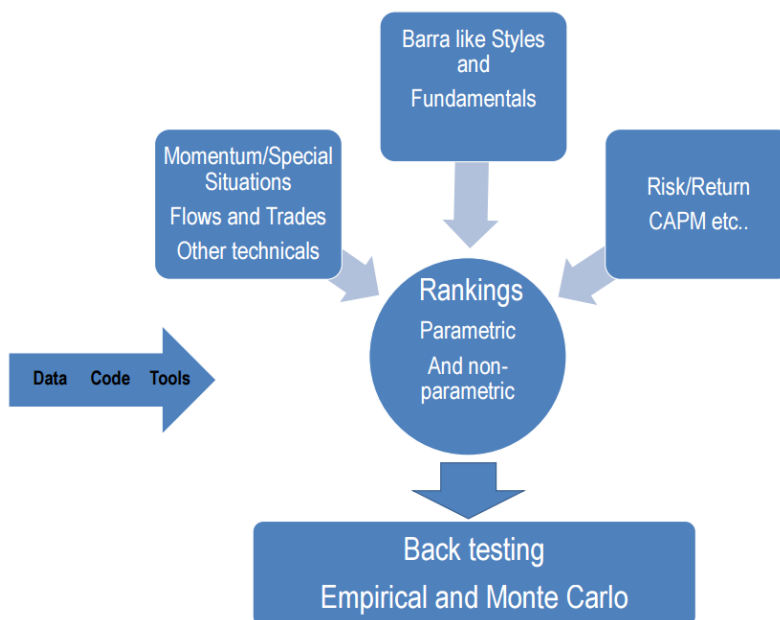 Barra like Styles
and
Fundamentals
Momentum/Special
Situations
Flows and Trades
Other technicals
Risk/Return
CAPM etc..
Rankings
Parametric
And non-
parametric
Data Code Tools
Back testing
Empirical and Monte Carlo